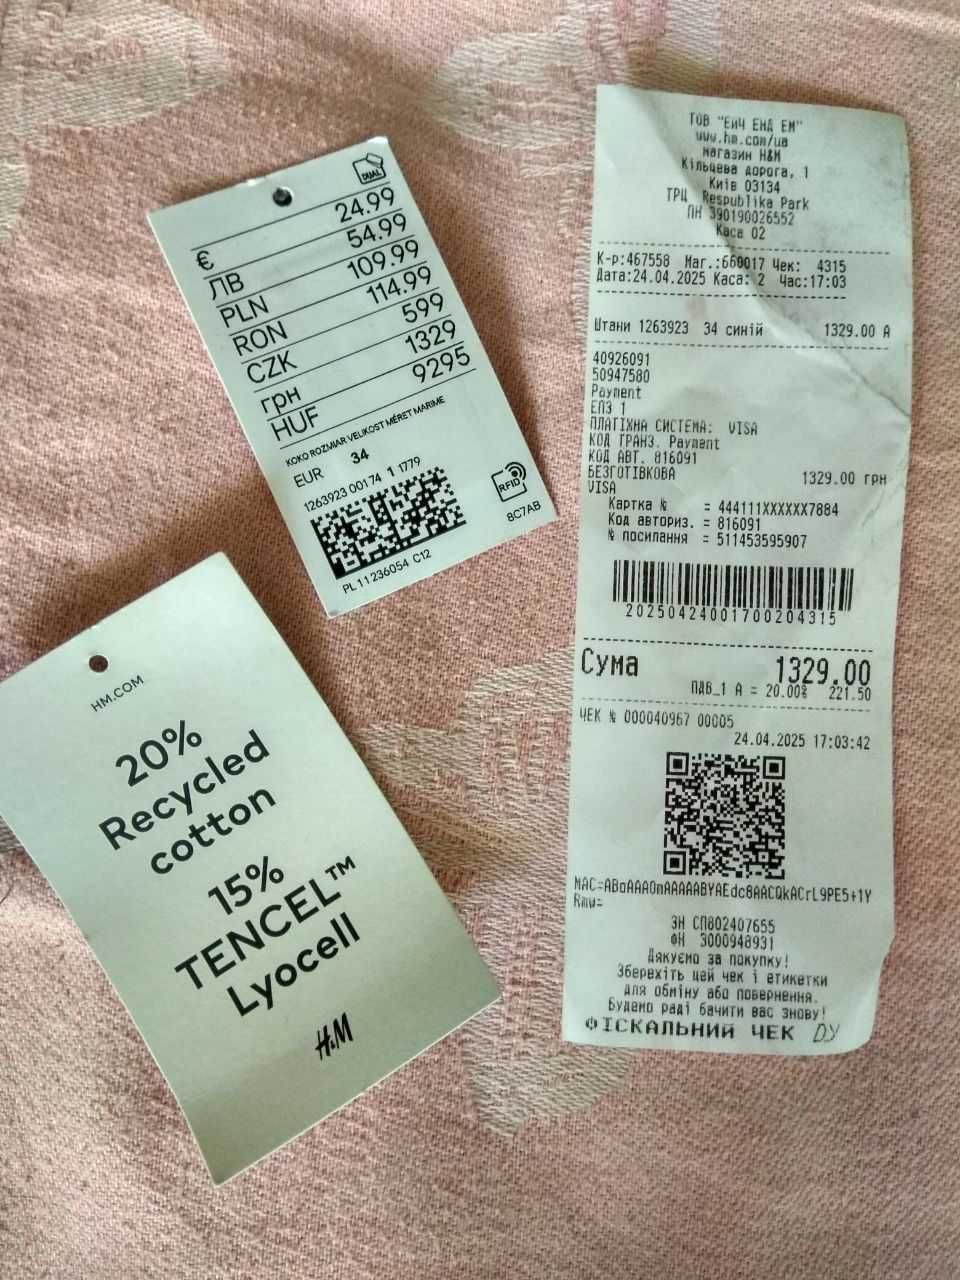 DUAL
€ 24.99
ЛВ 54.99
PLN 109.99
RON 114.99
CZK 599
грн 1329
HUF 9295
KOKO ROZMIAR VELIKOST MÉRET MARIME
EUR 34
1263923 001 74 1 1779
RFID
PL 11 236054 C12
8C7AB
HM.COM
20%
Recycled
cotton
15%
TENCEL™
Lyocell
H&M
ТОВ "ЕйЧ ЕНД ЕМ"
www.hm.com/ua
магазин H&M
Кільцева дорога, 1
Київ 03134
ТРЦ Respublika Park
ПН 390190026552
Каса 02
К-р:467558 Маг.:660017 Чек: 4315
Дата:24.04.2025 Каса: 2 Час:17:03
Штани 1263923 34 синій 1329.00 А
40926091
50947580
Payment
ЕПЗ 1
ПЛАТІЖНА СИСТЕМА: VISA
КОД ТРАНЗ. Payment
КОД АВТ. 816091
БЕЗГОТІВКОВА 1329.00 ГРН
VISA
Картка № = 444111XXXXXX7884
Код авториз. = 816091
№ посилання = 511453595907
20250424001700204315
Сума 1329.00
ПДВ_1 А = 20.00% 221.50
ЧЕК № 000040967 00005
24.04.2025 17:03:42
MAC=ABoAAAOmAAAAABYAEdc8AACQkACrL9PE5+1Y
Rmw=
ЗН СП802407655
ФН 3000948931
Дякуємо за покупку!
Збережіть цей чек і етикетки
для обміну або повернення.
Будемо раді бачити вас знову!
ФІСКАЛЬНИЙ ЧЕК